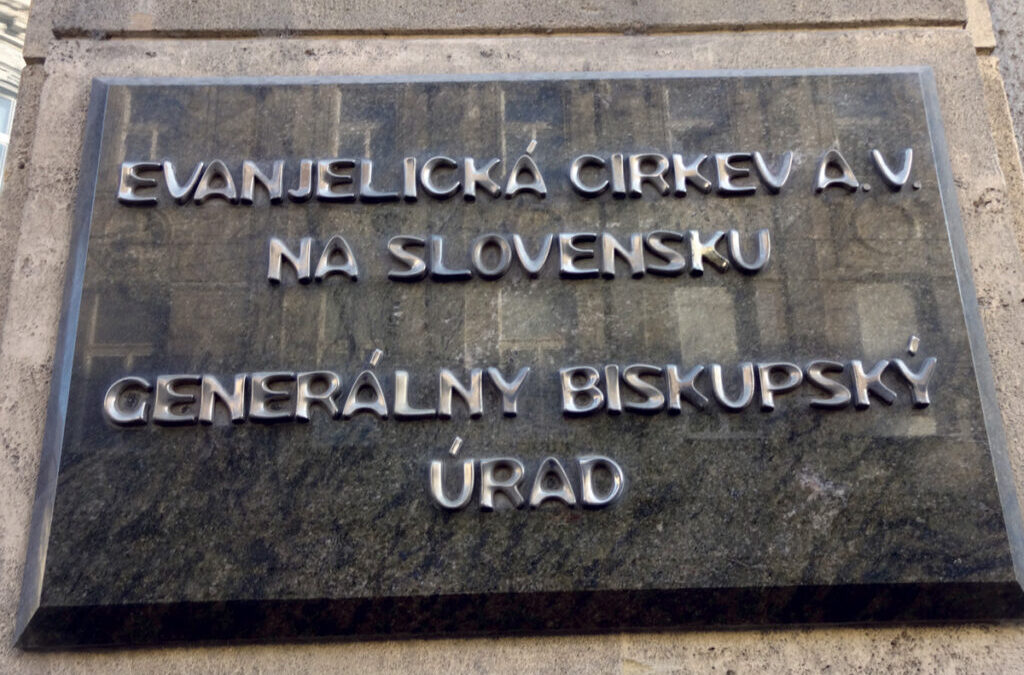 EVANJELICKÁ CIRKEV A.V.
NA SLOVENSKU
GENERÁLNY BISKUPSKÝ
ÚRAD